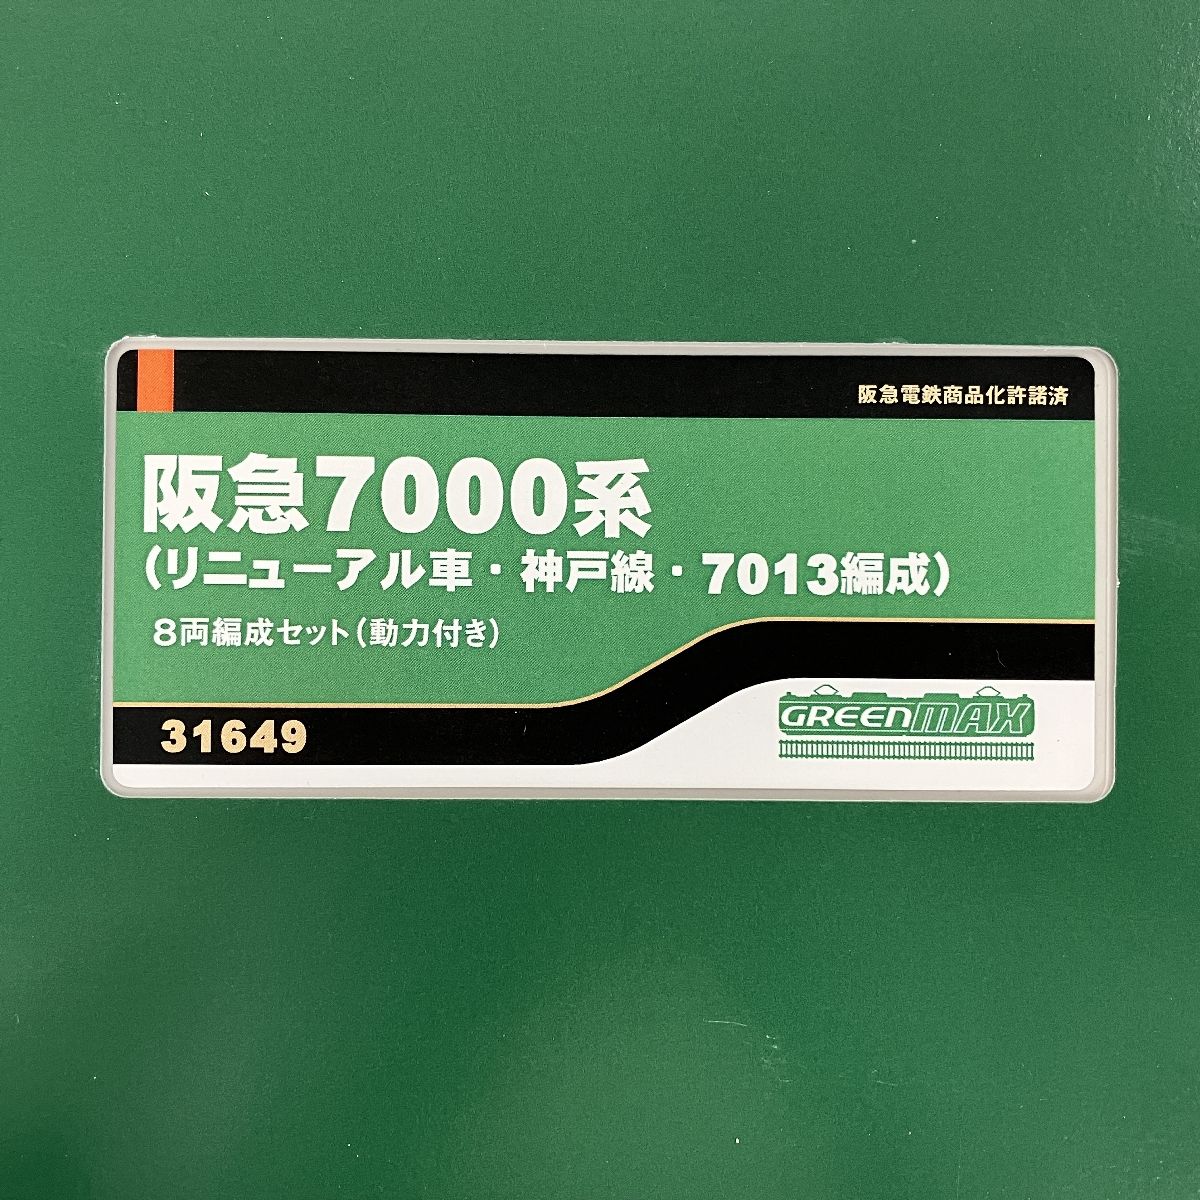 阪急電鉄商品化許諾済
阪急7000系
（リニューアル車・神戸線・7013編成）
8両編成セット（動力付き）
31649
GREENMAX